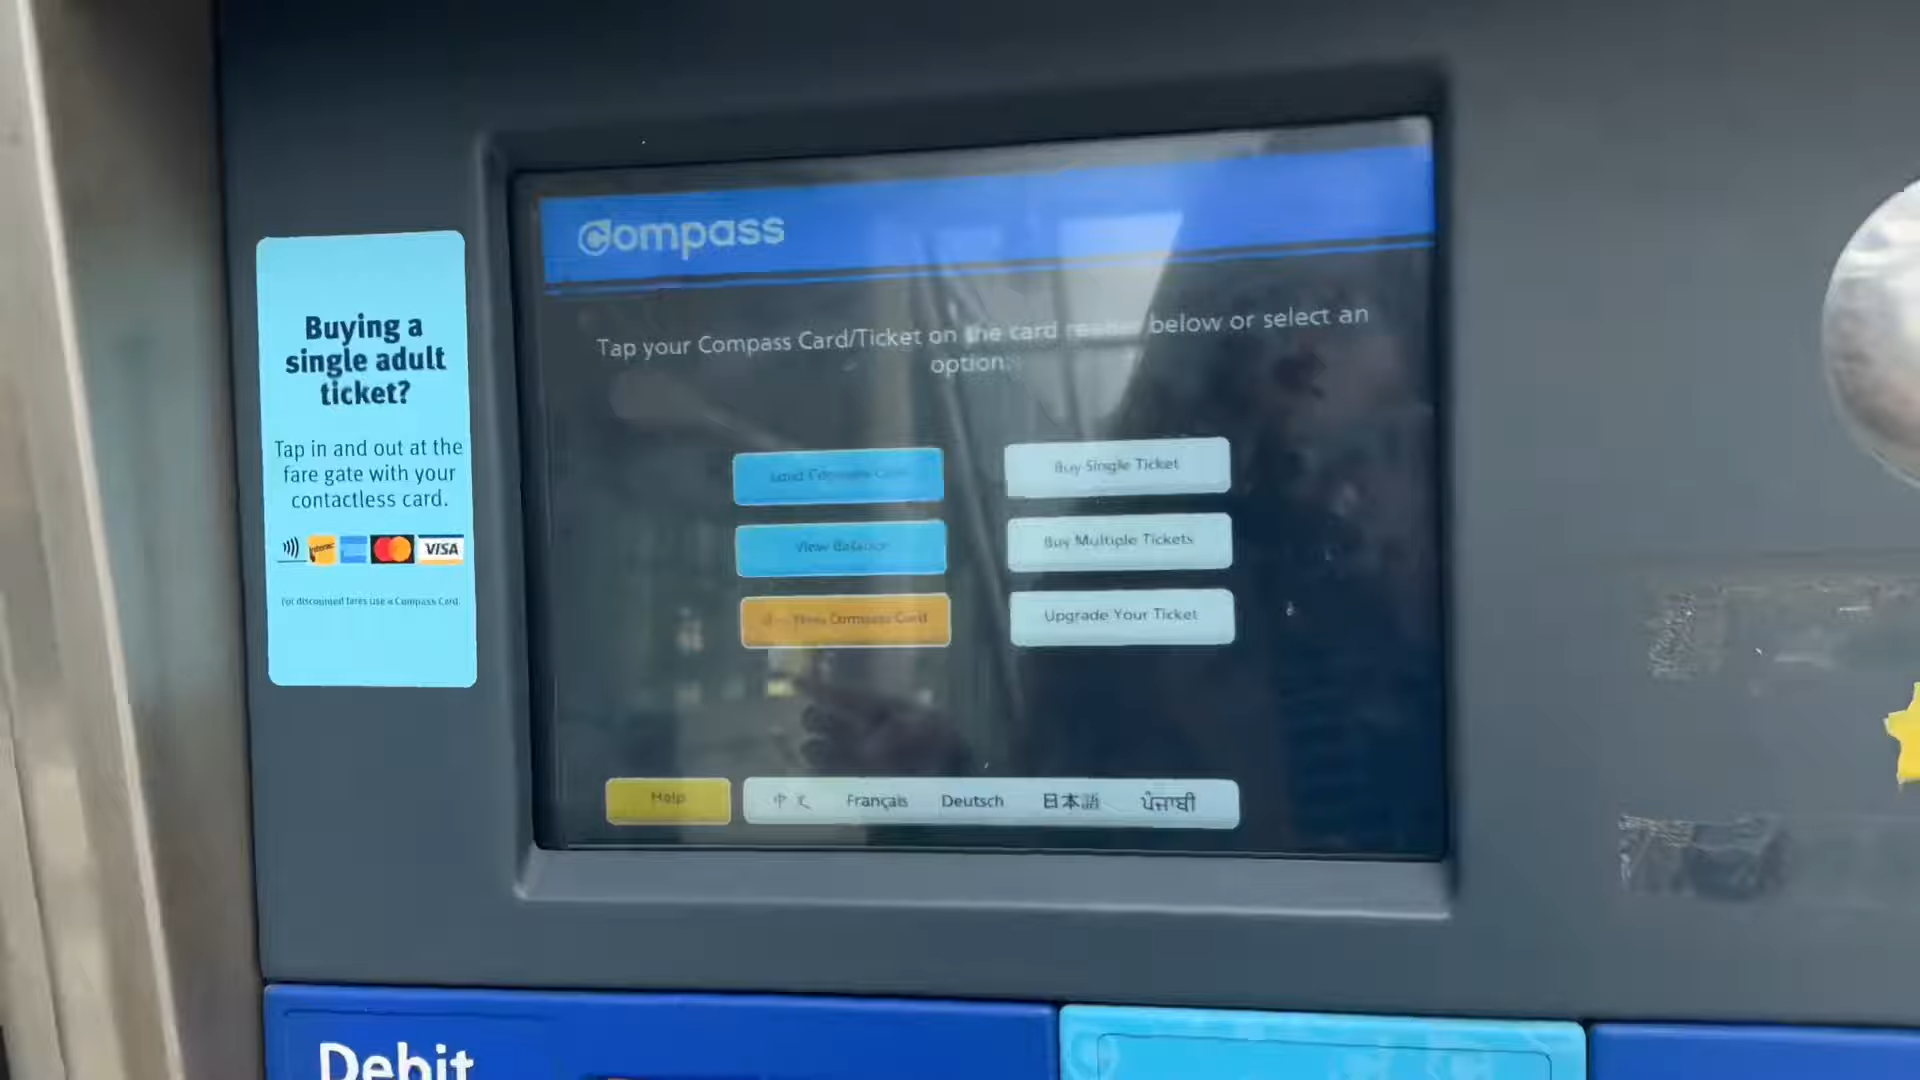 Compass
Buying a
single adult
ticket?
Tap in and out at the
fare gate with your
contactless card.
Interac
VISA
For discounted fares use a Compass Card.
Tap your Compass Card/Ticket on the card reader below or select an
option.
Load Compass Card
Buy Single Ticket
View Balance
Buy Multiple Tickets
New Compass Card
Upgrade Your Ticket
Help
中文
Français
Deutsch
日本語
ਪੰਜਾਬੀ
Debit